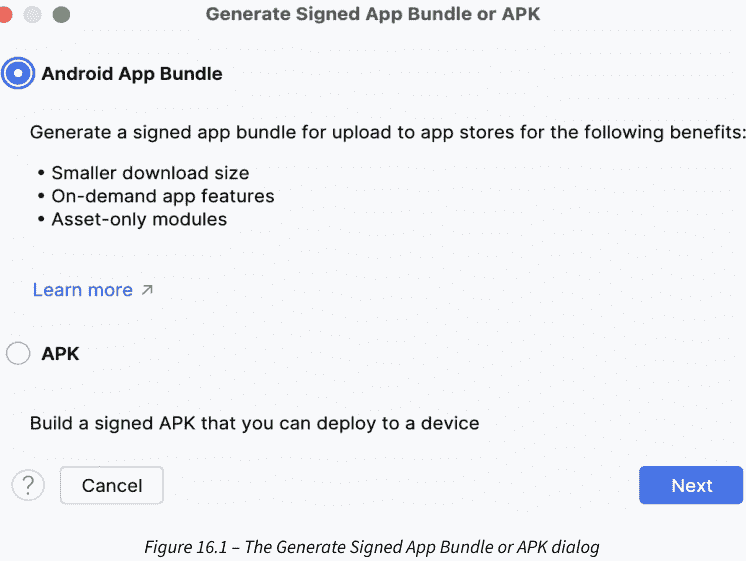 Generate Signed App Bundle or APK
Android App Bundle
Generate a signed app bundle for upload to app stores for the following benefits:
• Smaller download size
• On-demand app features
• Asset-only modules
Learn more ↗
APK
Build a signed APK that you can deploy to a device
?
Cancel
Next
Figure 16.1 – The Generate Signed App Bundle or APK dialog